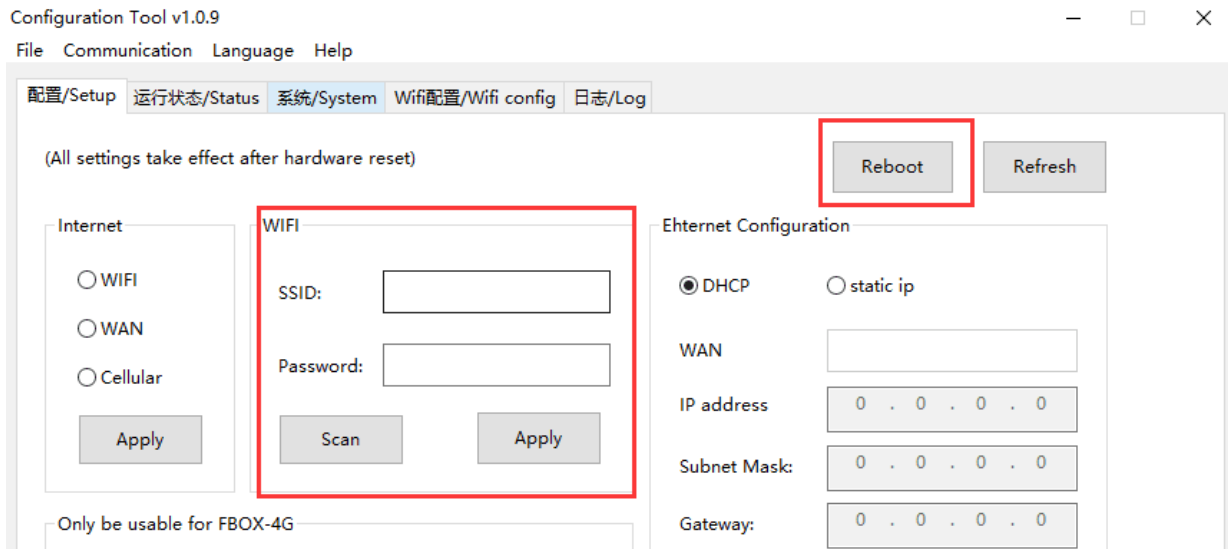 Configuration Tool v1.0.9
File Communication Language Help
配置/Setup 运行状态/Status 系统/System Wifi配置/Wifi config 日志/Log
(All settings take effect after hardware reset)
Reboot Refresh
Internet
WIFI
WAN
Cellular
Apply
WIFI
SSID:
Password:
Scan Apply
Ehternet Configuration
DHCP static ip
WAN
IP address 0 . 0 . 0 . 0
Subnet Mask: 0 . 0 . 0 . 0
Gateway: 0 . 0 . 0 . 0
Only be usable for FBOX-4G